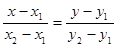 (x − x₁)/(x₂ − x₁) = (y − y₁)/(y₂ − y₁)